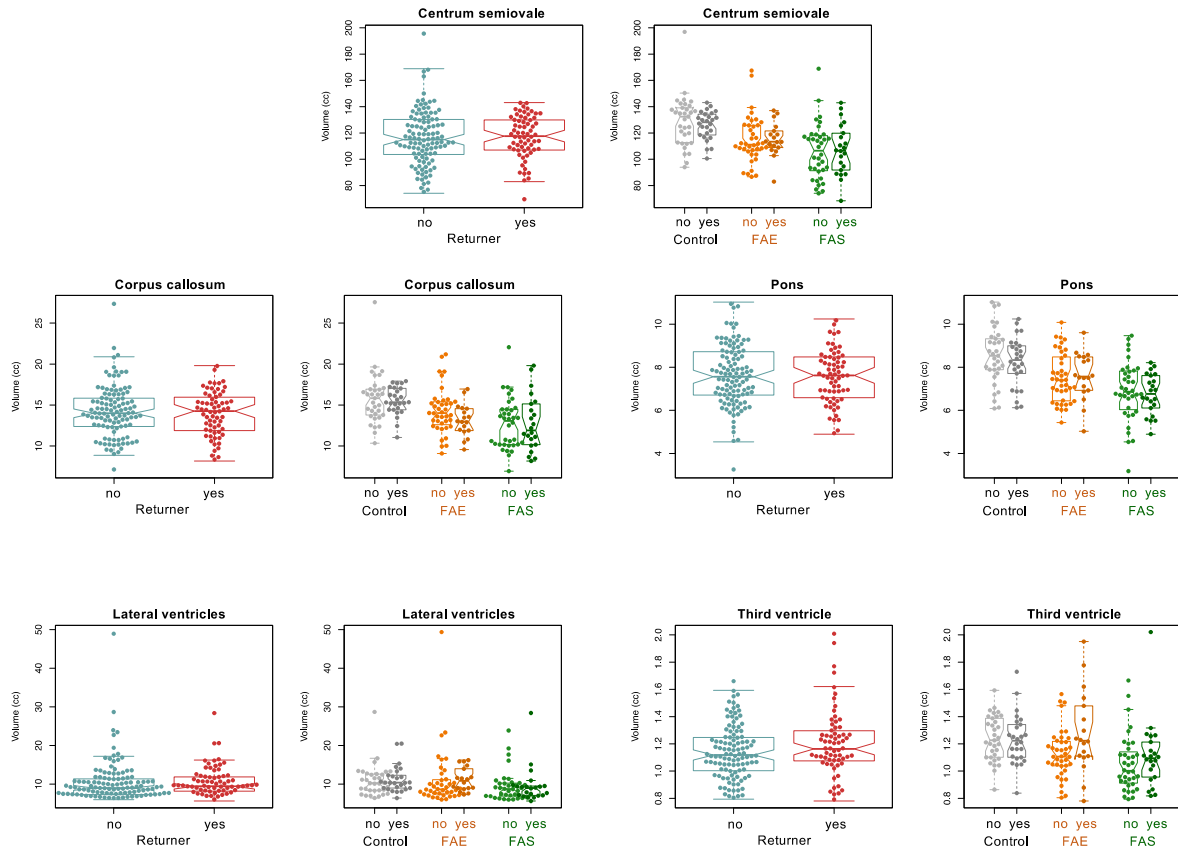 Centrum semiovale
Volume (cc)
80 100 120 140 160 180 200
no yes
Returner
Centrum semiovale
Volume (cc)
80 100 120 140 160 180 200
no yes no yes no yes
Control FAE FAS
Corpus callosum
Volume (cc)
10 15 20 25
no yes
Returner
Corpus callosum
Volume (cc)
10 15 20 25
no yes no yes no yes
Control FAE FAS
Pons
Volume (cc)
4 6 8 10
no yes
Returner
Pons
Volume (cc)
4 6 8 10
no yes no yes no yes
Control FAE FAS
Lateral ventricles
Volume (cc)
10 20 30 40 50
no yes
Returner
Lateral ventricles
Volume (cc)
10 20 30 40 50
no yes no yes no yes
Control FAE FAS
Third ventricle
Volume (cc)
0.8 1.0 1.2 1.4 1.6 1.8 2.0
no yes
Returner
Third ventricle
Volume (cc)
0.8 1.0 1.2 1.4 1.6 1.8 2.0
no yes no yes no yes
Control FAE FAS